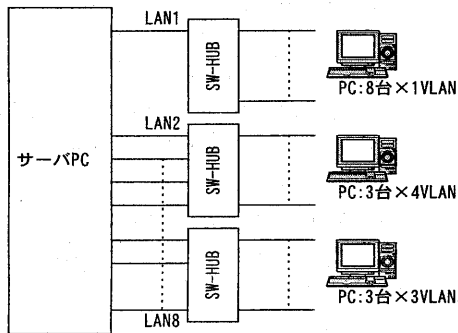 LAN1
SW-HUB
PC:8台×1VLAN
LAN2
サーバPC
SW-HUB
PC:3台×4VLAN
SW-HUB
PC:3台×3VLAN
LAN8